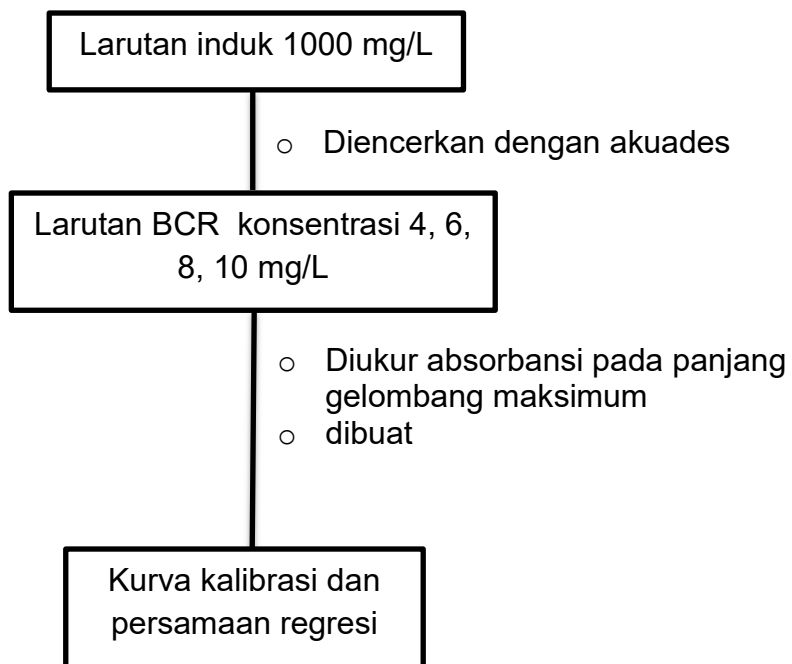 Larutan induk 1000 mg/L
○ Diencerkan dengan akuades
Larutan BCR konsentrasi 4, 6,
8, 10 mg/L
○ Diukur absorbansi pada panjang
gelombang maksimum
○ dibuat
Kurva kalibrasi dan
persamaan regresi